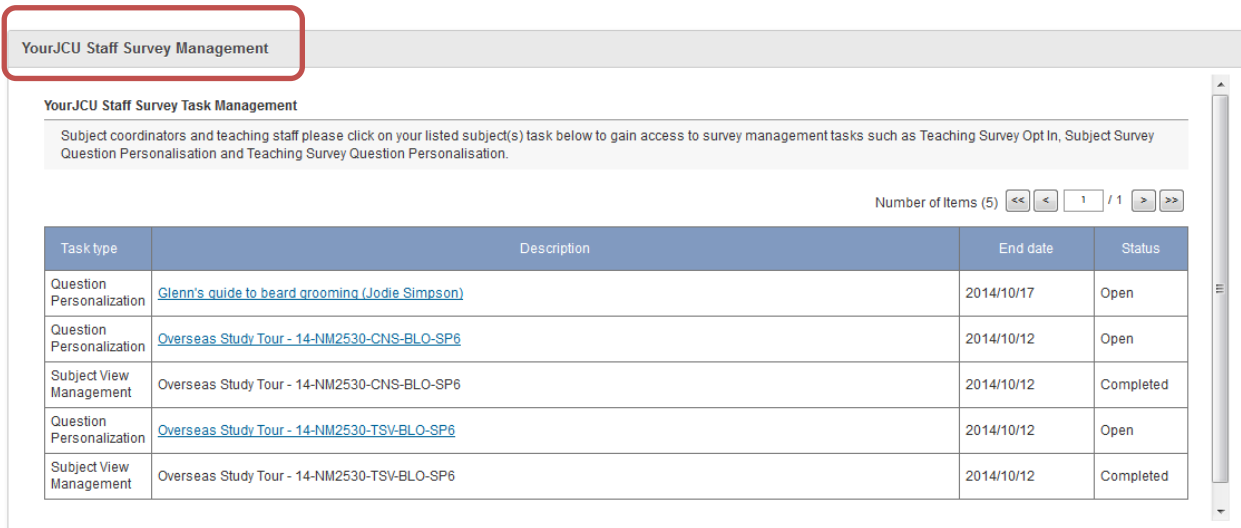 YourJCU Staff Survey Management
YourJCU Staff Survey Task Management
Subject coordinators and teaching staff please click on your listed subject(s) task below to gain access to survey management tasks such as Teaching Survey Opt In, Subject Survey
Question Personalisation and Teaching Survey Question Personalisation.
Number of Items (5) << < 1 / 1 > >>
Task type Description End date Status
Question
Personalization Glenn's guide to beard grooming (Jodie Simpson) 2014/10/17 Open
Question
Personalization Overseas Study Tour - 14-NM2530-CNS-BLO-SP6 2014/10/12 Open
Subject View
Management Overseas Study Tour - 14-NM2530-CNS-BLO-SP6 2014/10/12 Completed
Question
Personalization Overseas Study Tour - 14-NM2530-TSV-BLO-SP6 2014/10/12 Open
Subject View
Management Overseas Study Tour - 14-NM2530-TSV-BLO-SP6 2014/10/12 Completed